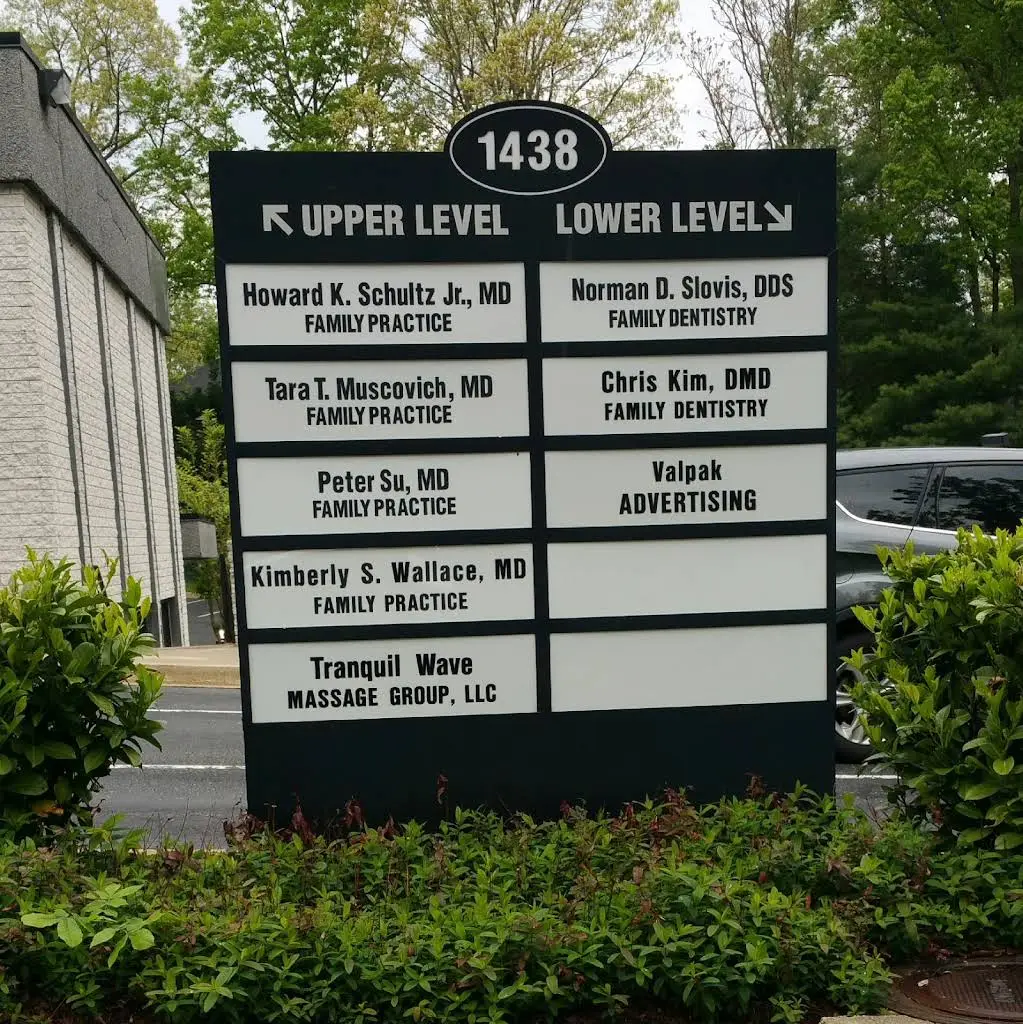 1438
↖ UPPER LEVEL
Howard K. Schultz Jr., MD
FAMILY PRACTICE
Tara T. Muscovich, MD
FAMILY PRACTICE
Peter Su, MD
FAMILY PRACTICE
Kimberly S. Wallace, MD
FAMILY PRACTICE
Tranquil Wave
MASSAGE GROUP, LLC
LOWER LEVEL ↘
Norman D. Slovis, DDS
FAMILY DENTISTRY
Chris Kim, DMD
FAMILY DENTISTRY
Valpak
ADVERTISING